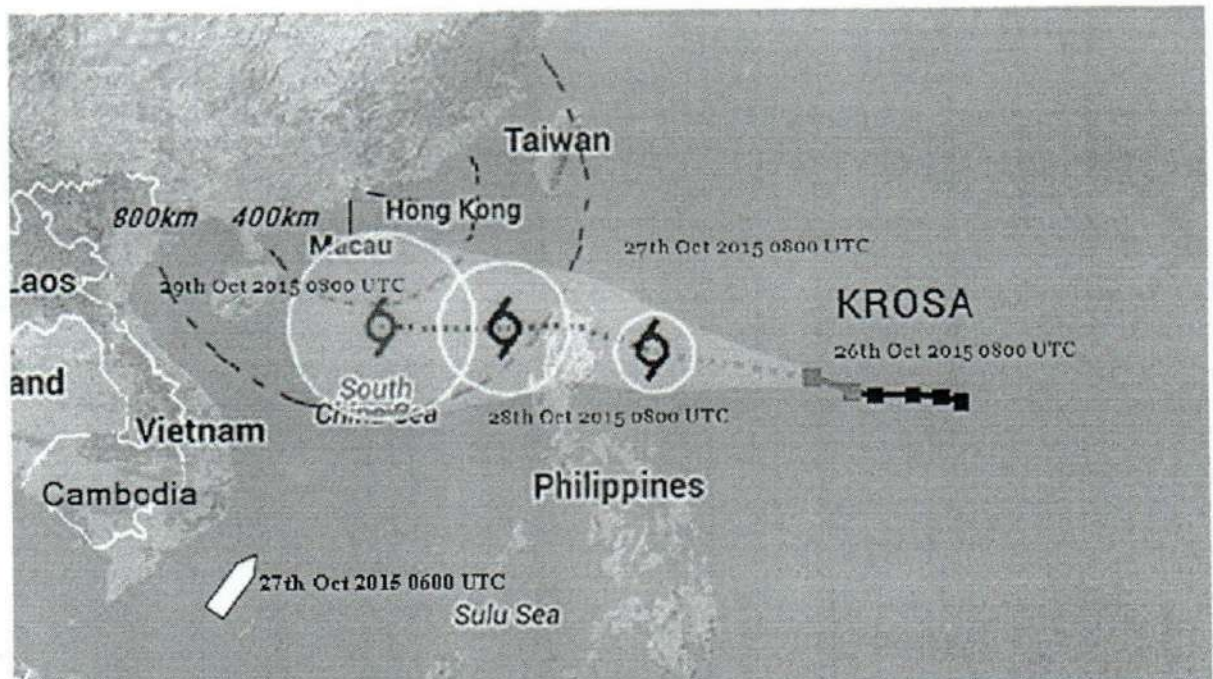 Taiwan
800km
400km
Hong Kong
Macau
27th Oct 2015 0800 UTC
Laos
29th Oct 2015 0800 UTC
KROSA
26th Oct 2015 0800 UTC
and
South
China Sea
28th Oct 2015 0800 UTC
Vietnam
Philippines
Cambodia
27th Oct 2015 0600 UTC
Sulu Sea